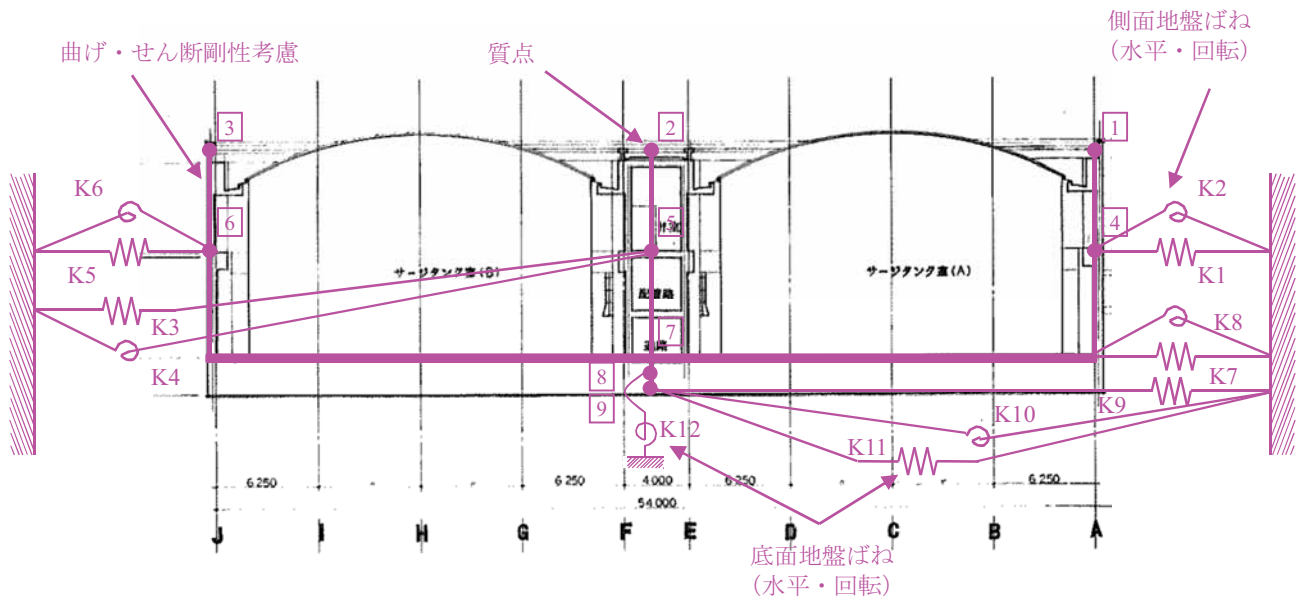 側面地盤ばね
(水平・回転)
曲げ・せん断剛性考慮
質点
3
2
1
K6
K2
6
5
4
サージタンク室(B)
サージタンク室(A)
K5
K1
配管路
K3
K8
7
K4
K7
8
9
K10
K9
K12
K11
6 250
6 250
4.000
6 250
6 250
54.000
J
I
H
G
F
E
D
C
B
A
底面地盤ばね
(水平・回転)